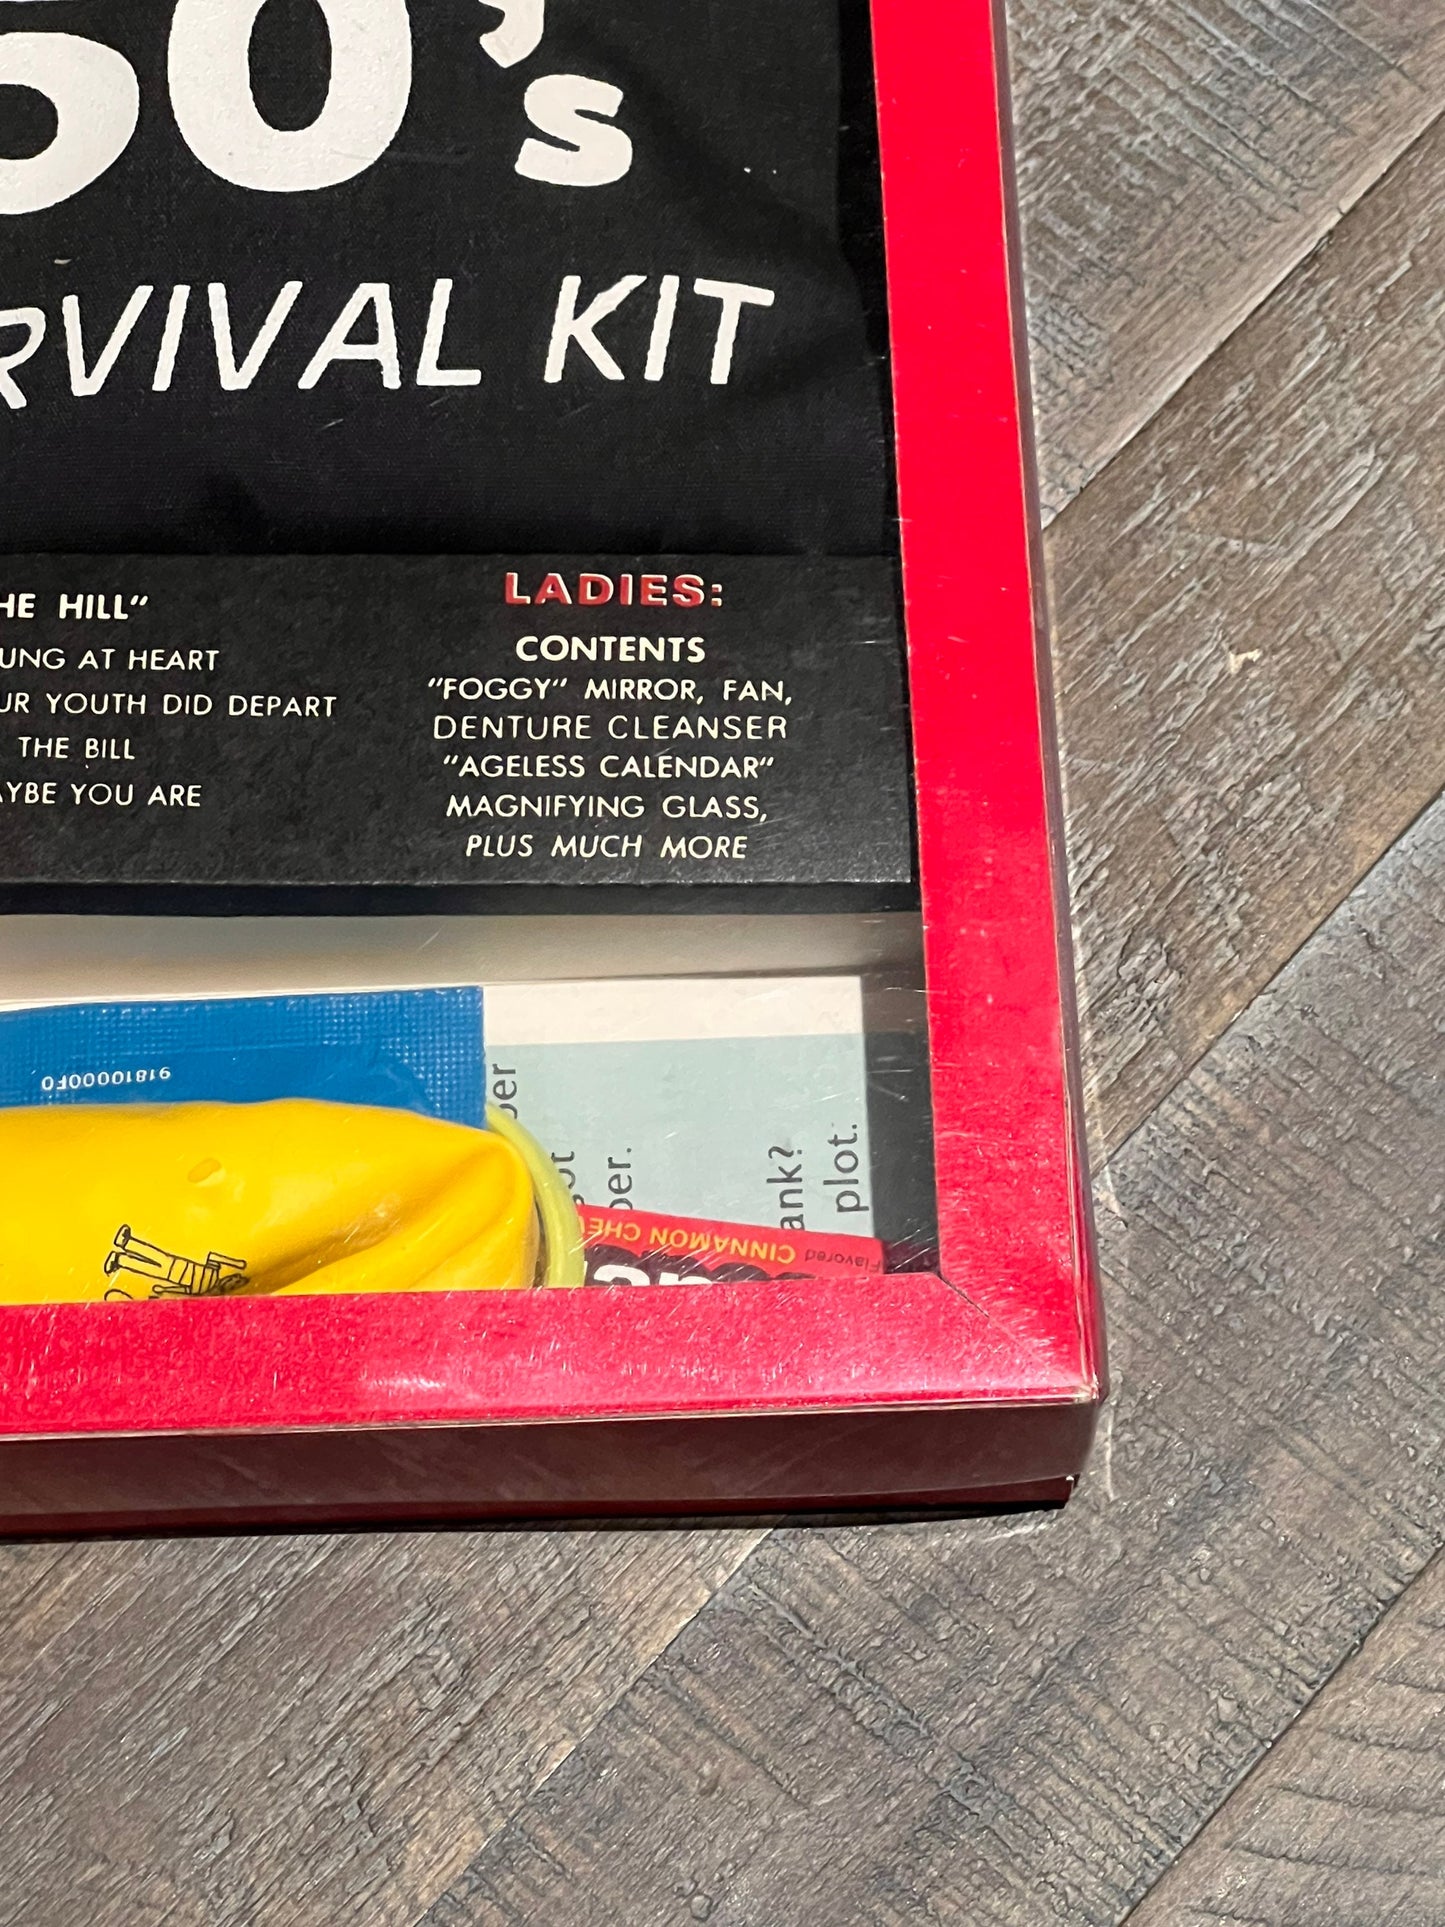 50's
RVIVAL KIT
HE HILL"
UNG AT HEART
UR YOUTH DID DEPART
THE BILL
AYBE YOU ARE
LADIES:
CONTENTS
"FOGGY" MIRROR, FAN,
DENTURE CLEANSER
"AGELESS CALENDAR"
MAGNIFYING GLASS,
PLUS MUCH MORE
91810000F0
ber
ot
ber.
ank?
plot.
Flavored CINNAMON CHE